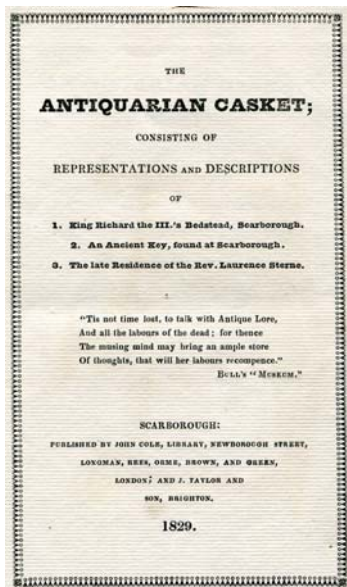 THE
ANTIQUARIAN CASKET;
CONSISTING OF
REPRESENTATIONS AND DESCRIPTIONS
OF
1. King Richard the III.'s Bedstead, Scarborough.
2. An Ancient Key, found at Scarborough.
3. The late Residence of the Rev. Laurence Sterne.
"'Tis not time lost, to talk with Antique Lore,
And all the labours of the dead; for thence
The musing mind may bring an ample store
Of thoughts, that will her labours recompence."
BULL'S "MUSEUM."
SCARBOROUGH:
PUBLISHED BY JOHN COLE, LIBRARY, NEWBOROUGH STREET,
LONGMAN, REES, ORME, BROWN, AND GREEN,
LONDON; AND J. TAYLOR AND
SON, BRIGHTON.
1829.